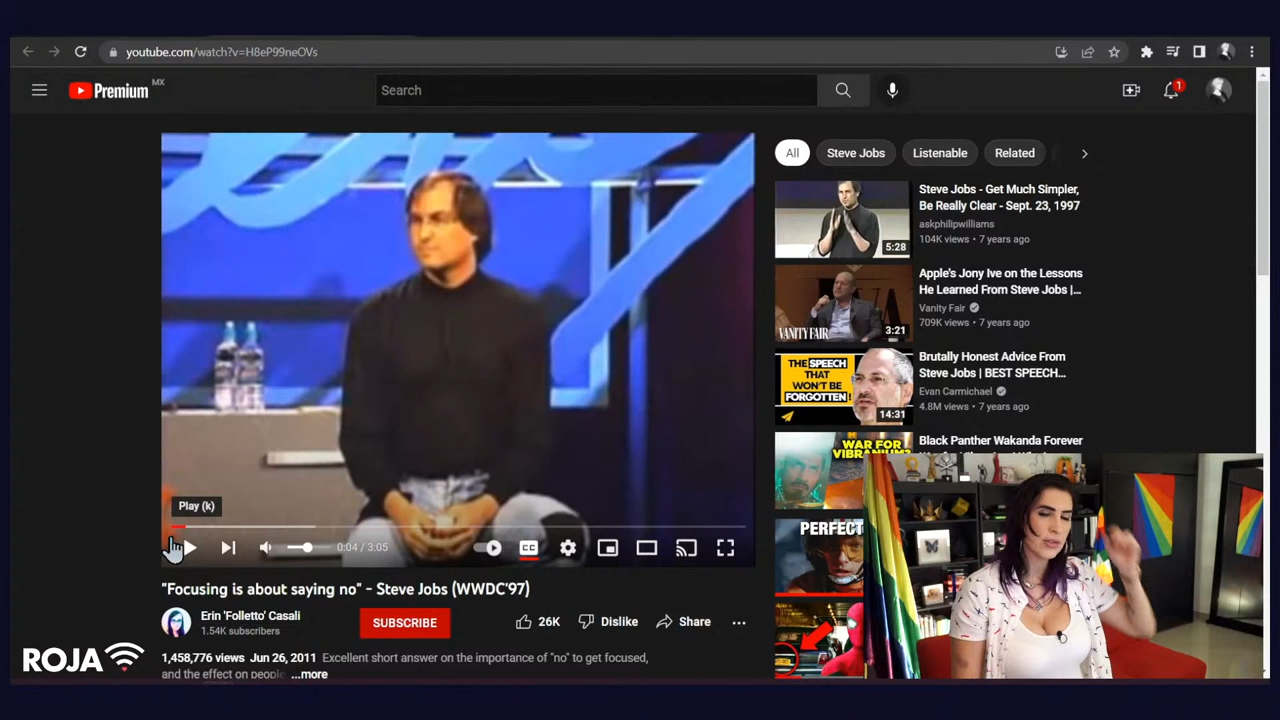 youtube.com/watch?v=H8eP99neOVs
Premium MX
Search
1
All
Steve Jobs
Listenable
Related
Steve Jobs - Get Much Simpler,
Be Really Clear - Sept. 23, 1997
askphilipwilliams
104K views • 7 years ago
5:28
Apple's Jony Ive on the Lessons
He Learned From Steve Jobs |...
Vanity Fair
709K views • 7 years ago
VANITY FAIR
3:21
Brutally Honest Advice From
Steve Jobs | BEST SPEECH...
Evan Carmichael
4.8M views • 7 years ago
THE SPEECH
THAT
WON'T BE
FORGOTTEN!
14:31
Black Panther Wakanda Forever
WAR FOR
VIBRANIUM?
PERFECT
Play (k)
0:04 / 3:05
CC
"Focusing is about saying no" - Steve Jobs (WWDC'97)
Erin 'Folletto' Casali
1.54K subscribers
SUBSCRIBE
26K
Dislike
Share
1,458,776 views Jun 26, 2011 Excellent short answer on the importance of "no" to get focused,
and the effect on people ...more
ROJA